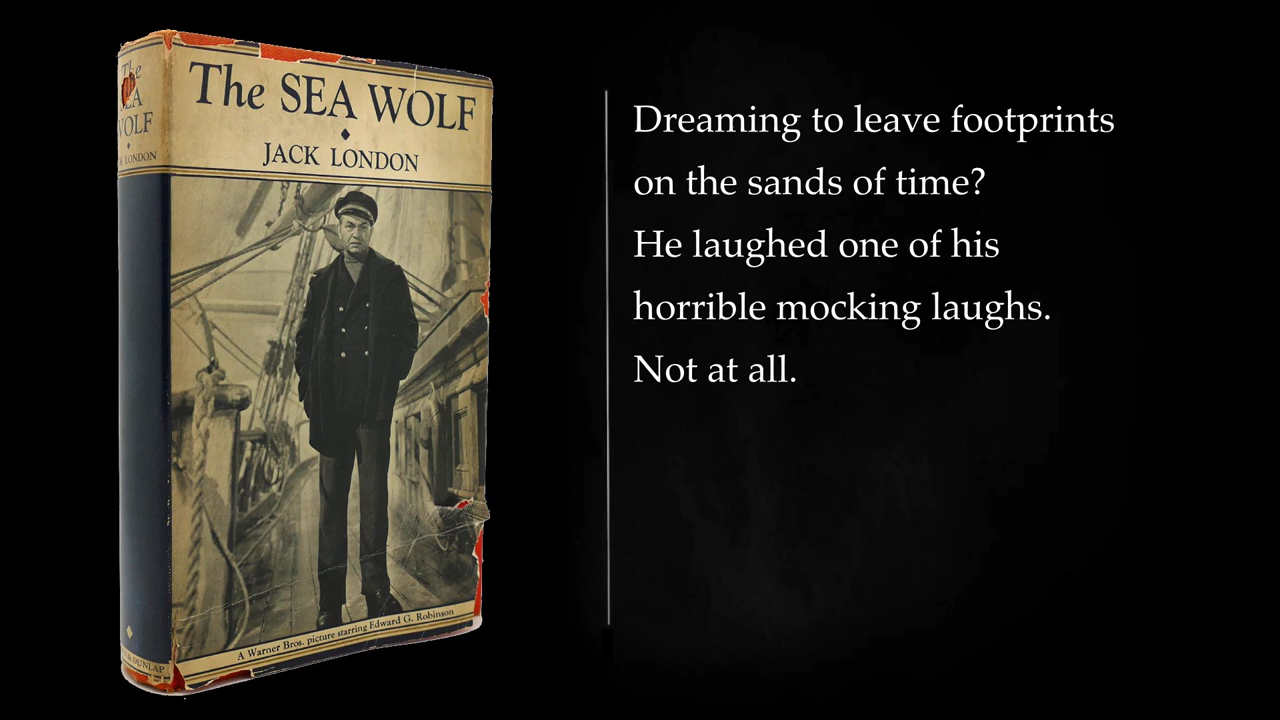 The
SEA
WOLF
LONDON
The SEA WOLF
JACK LONDON
A Warner Bros. picture starring Edward G. Robinson
DUNLAP
Dreaming to leave footprints
on the sands of time?
He laughed one of his
horrible mocking laughs.
Not at all.